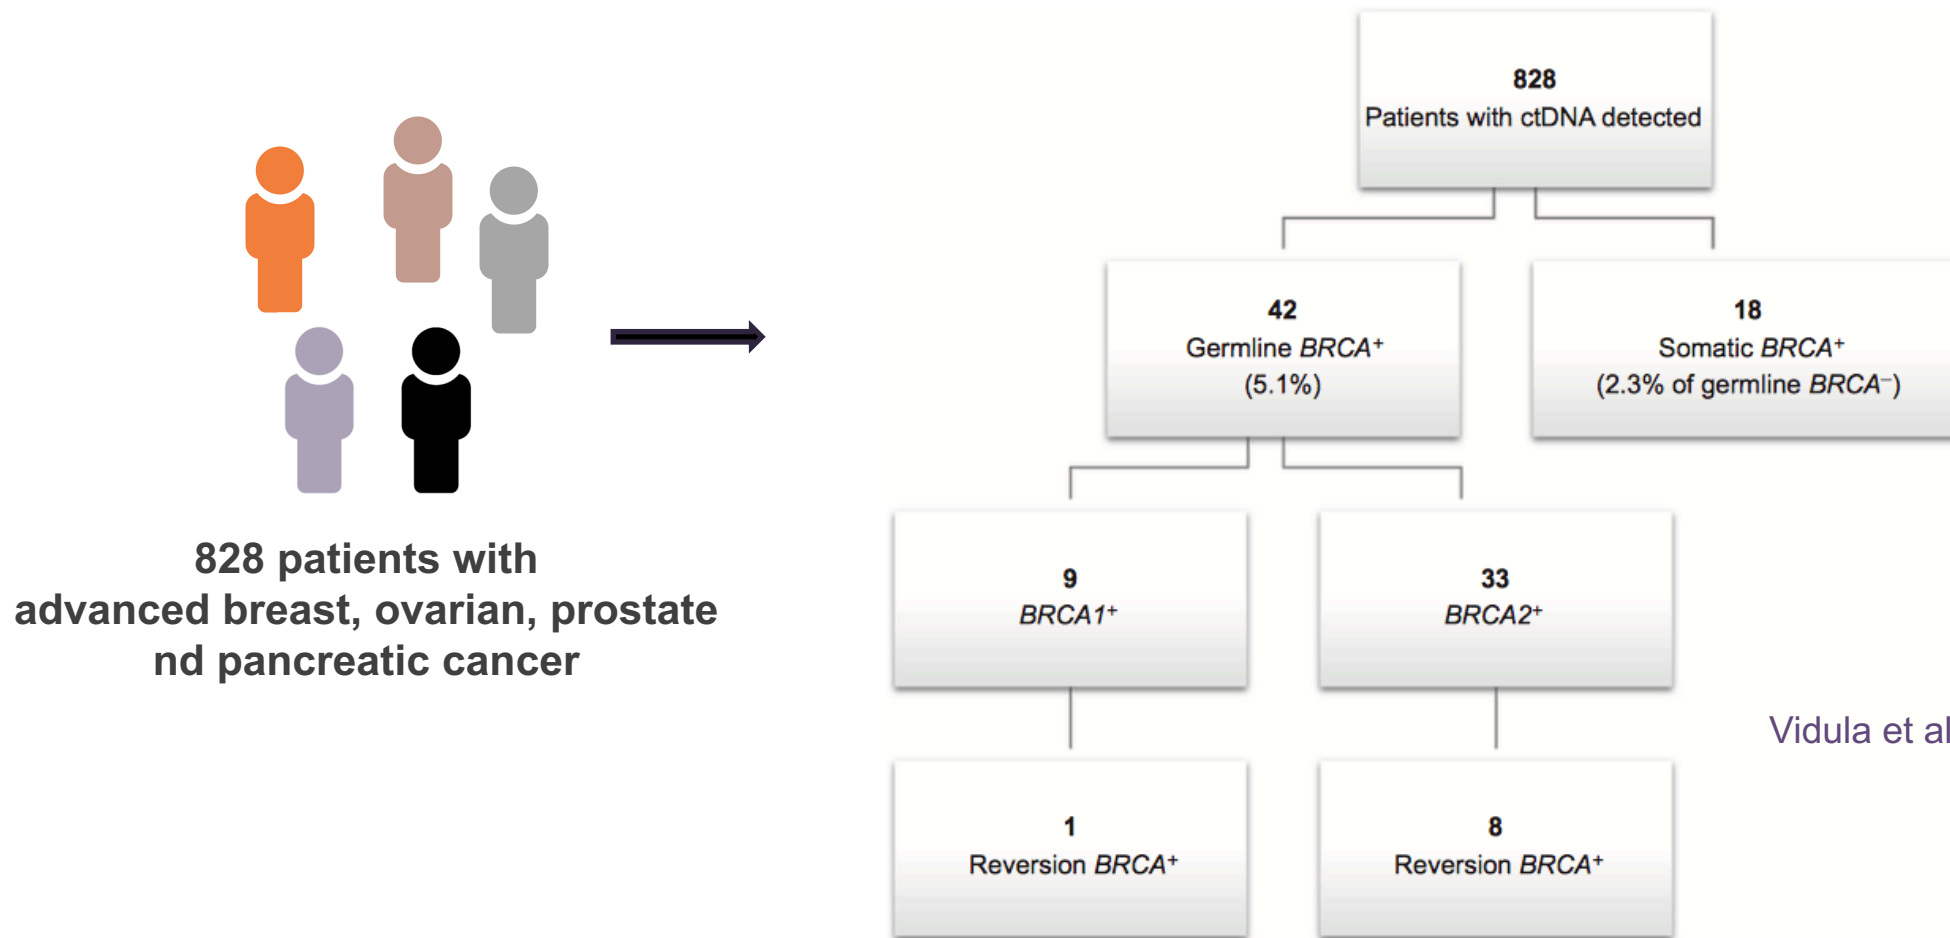 828 patients with
advanced breast, ovarian, prostate
nd pancreatic cancer
828
Patients with ctDNA detected
42
Germline BRCA⁺
(5.1%)
18
Somatic BRCA⁺
(2.3% of germline BRCA⁻)
9
BRCA1⁺
33
BRCA2⁺
1
Reversion BRCA⁺
8
Reversion BRCA⁺
Vidula et al